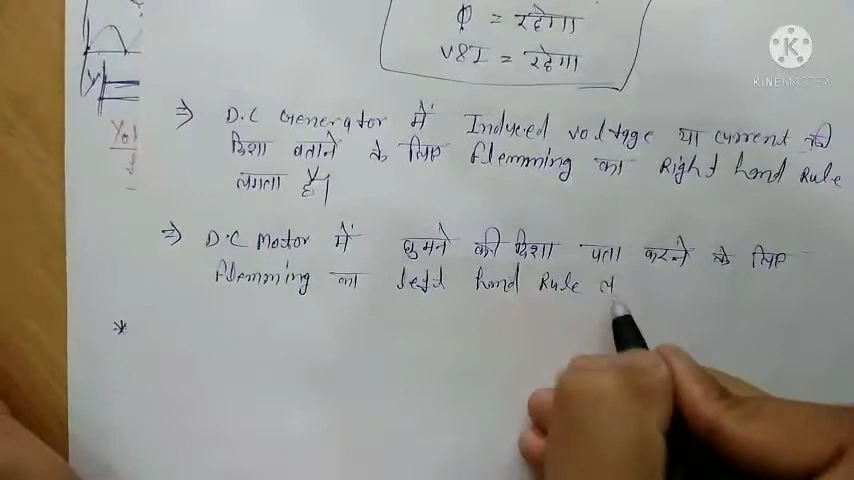 φ = रहेगा
V&I = रहेगा
KINEMASTER
⇒ D.C Generator में Induced voltage या current की
दिशा बताने के लिए flemming का Right hand Rule
लगता है।
⇒ D.C Motor में घुमने की दिशा पता करने के लिए
flemming का left hand Rule ल
*